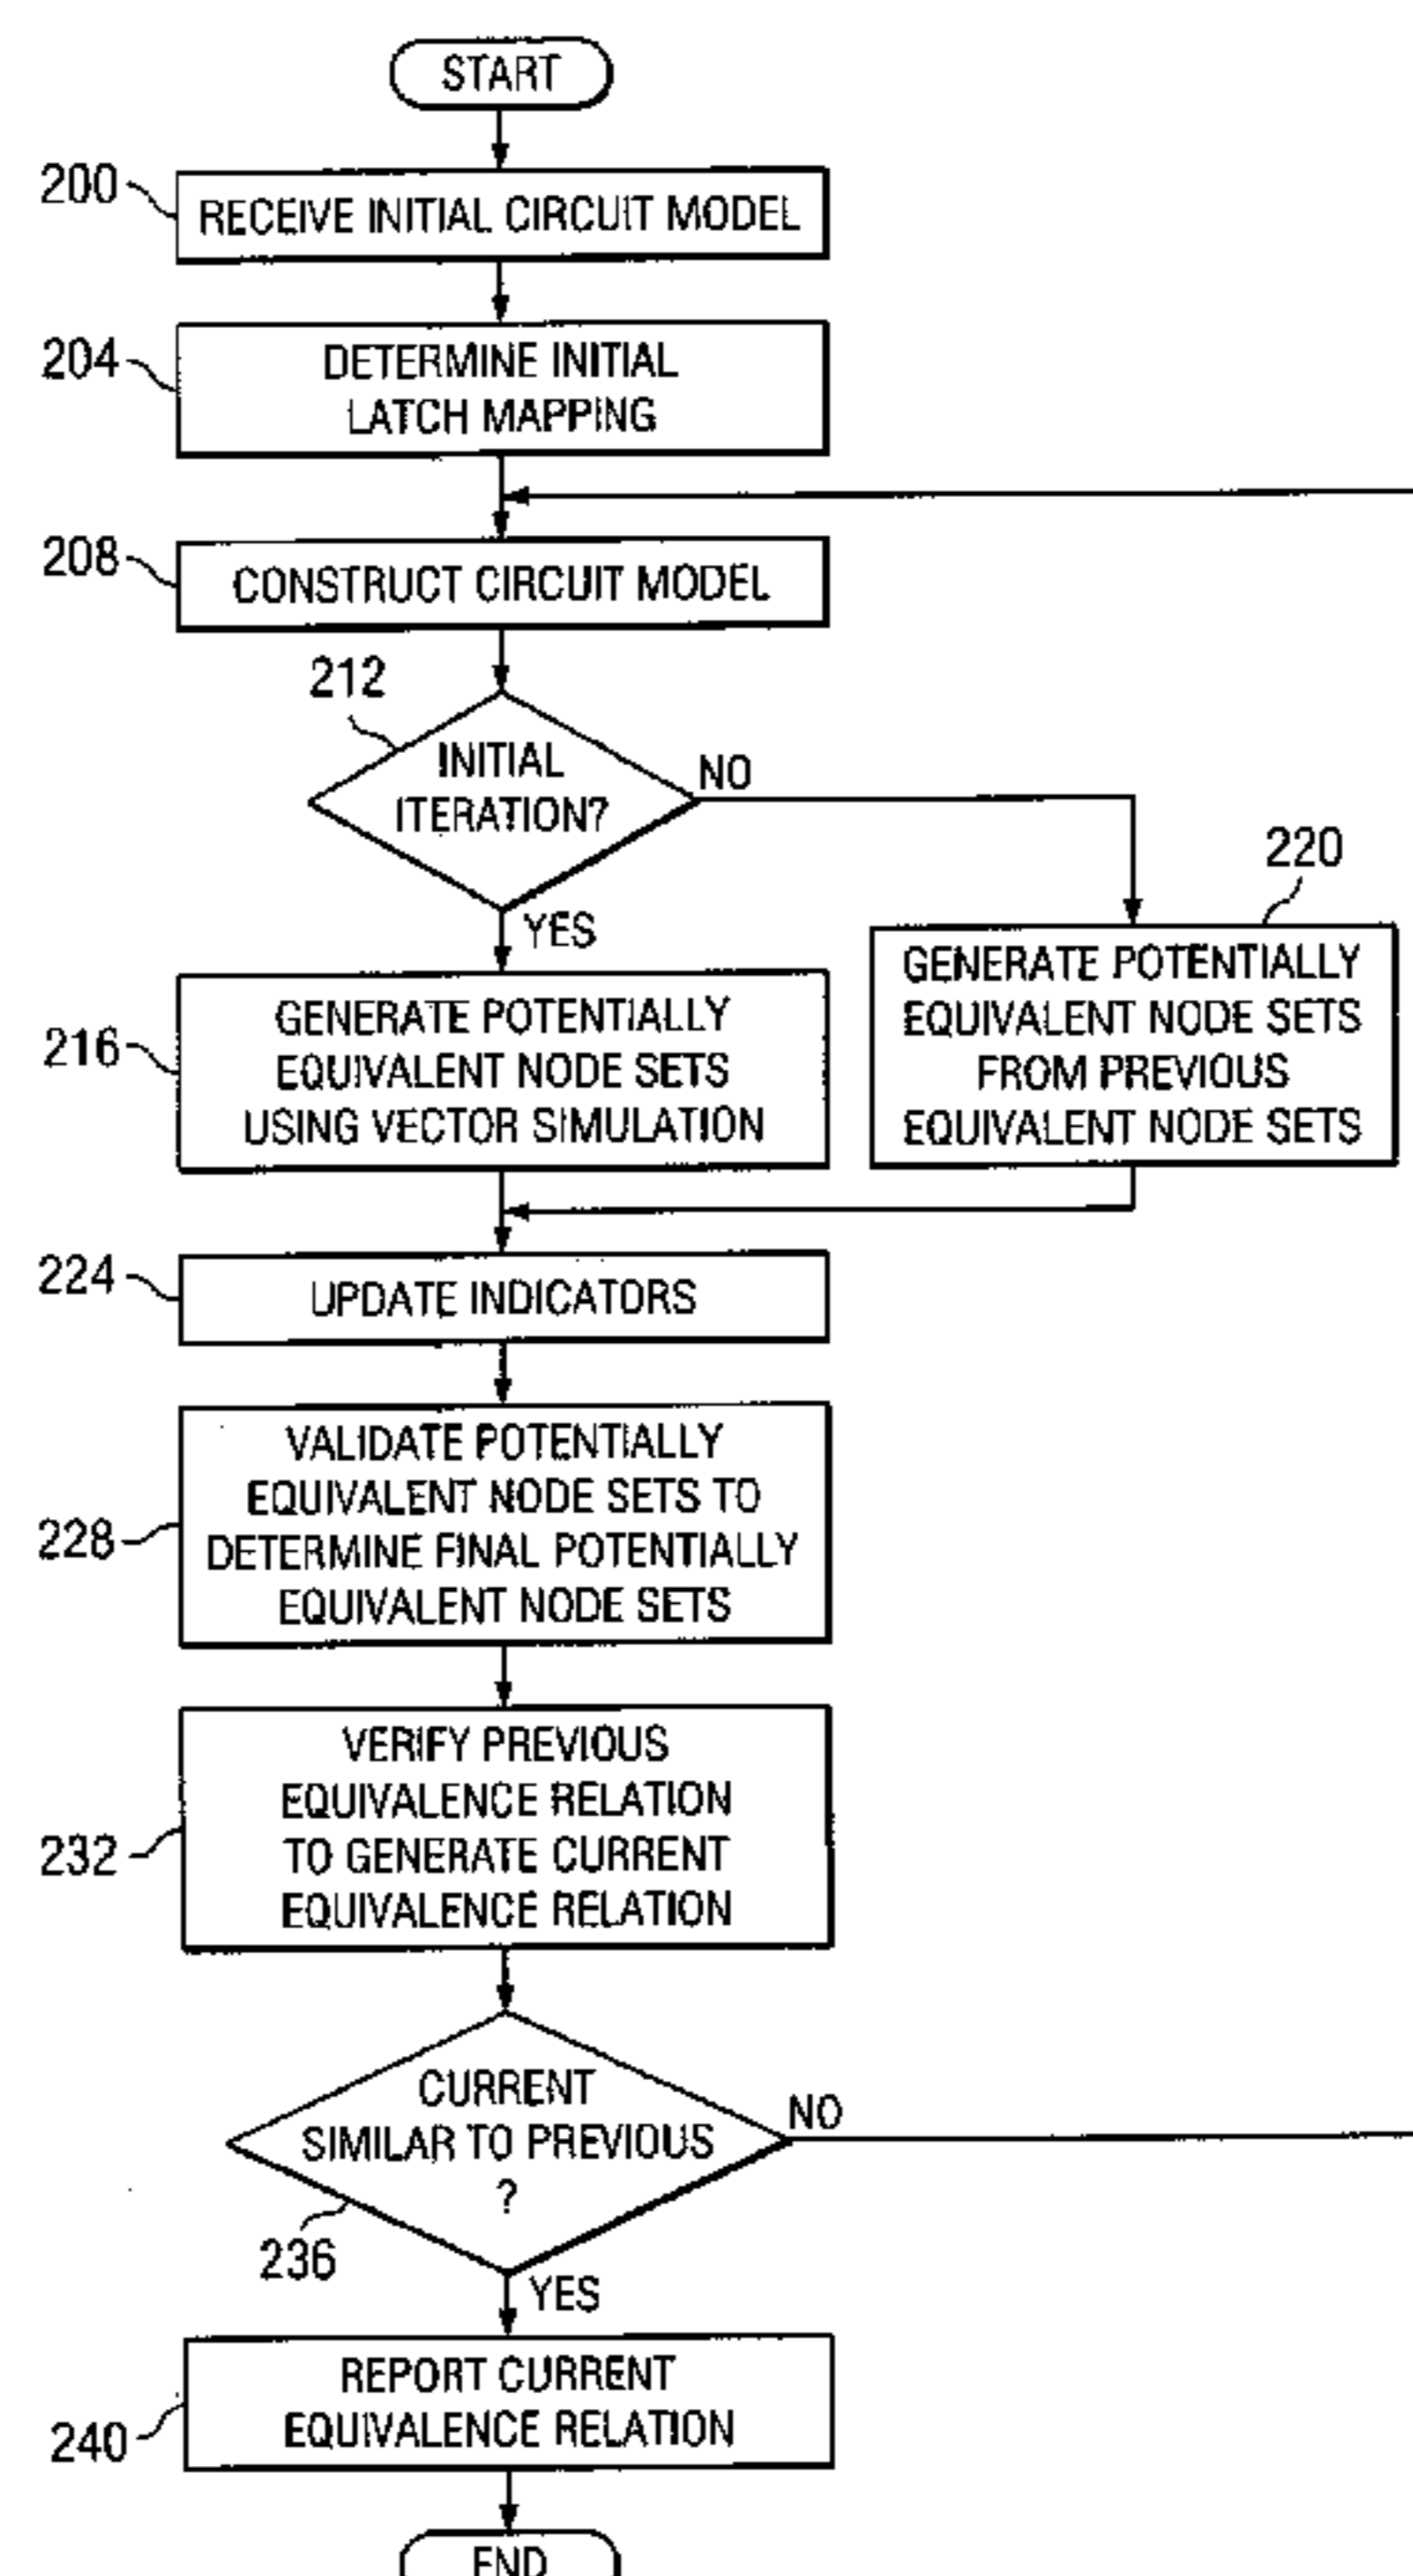 START
200
RECEIVE INITIAL CIRCUIT MODEL
204
DETERMINE INITIAL
LATCH MAPPING
208
CONSTRUCT CIRCUIT MODEL
212
INITIAL
ITERATION?
NO
YES
220
GENERATE POTENTIALLY
EQUIVALENT NODE SETS
FROM PREVIOUS
EQUIVALENT NODE SETS
216
GENERATE POTENTIALLY
EQUIVALENT NODE SETS
USING VECTOR SIMULATION
224
UPDATE INDICATORS
228
VALIDATE POTENTIALLY
EQUIVALENT NODE SETS TO
DETERMINE FINAL POTENTIALLY
EQUIVALENT NODE SETS
232
VERIFY PREVIOUS
EQUIVALENCE RELATION
TO GENERATE CURRENT
EQUIVALENCE RELATION
CURRENT
SIMILAR TO PREVIOUS
?
NO
236
YES
240
REPORT CURRENT
EQUIVALENCE RELATION
END